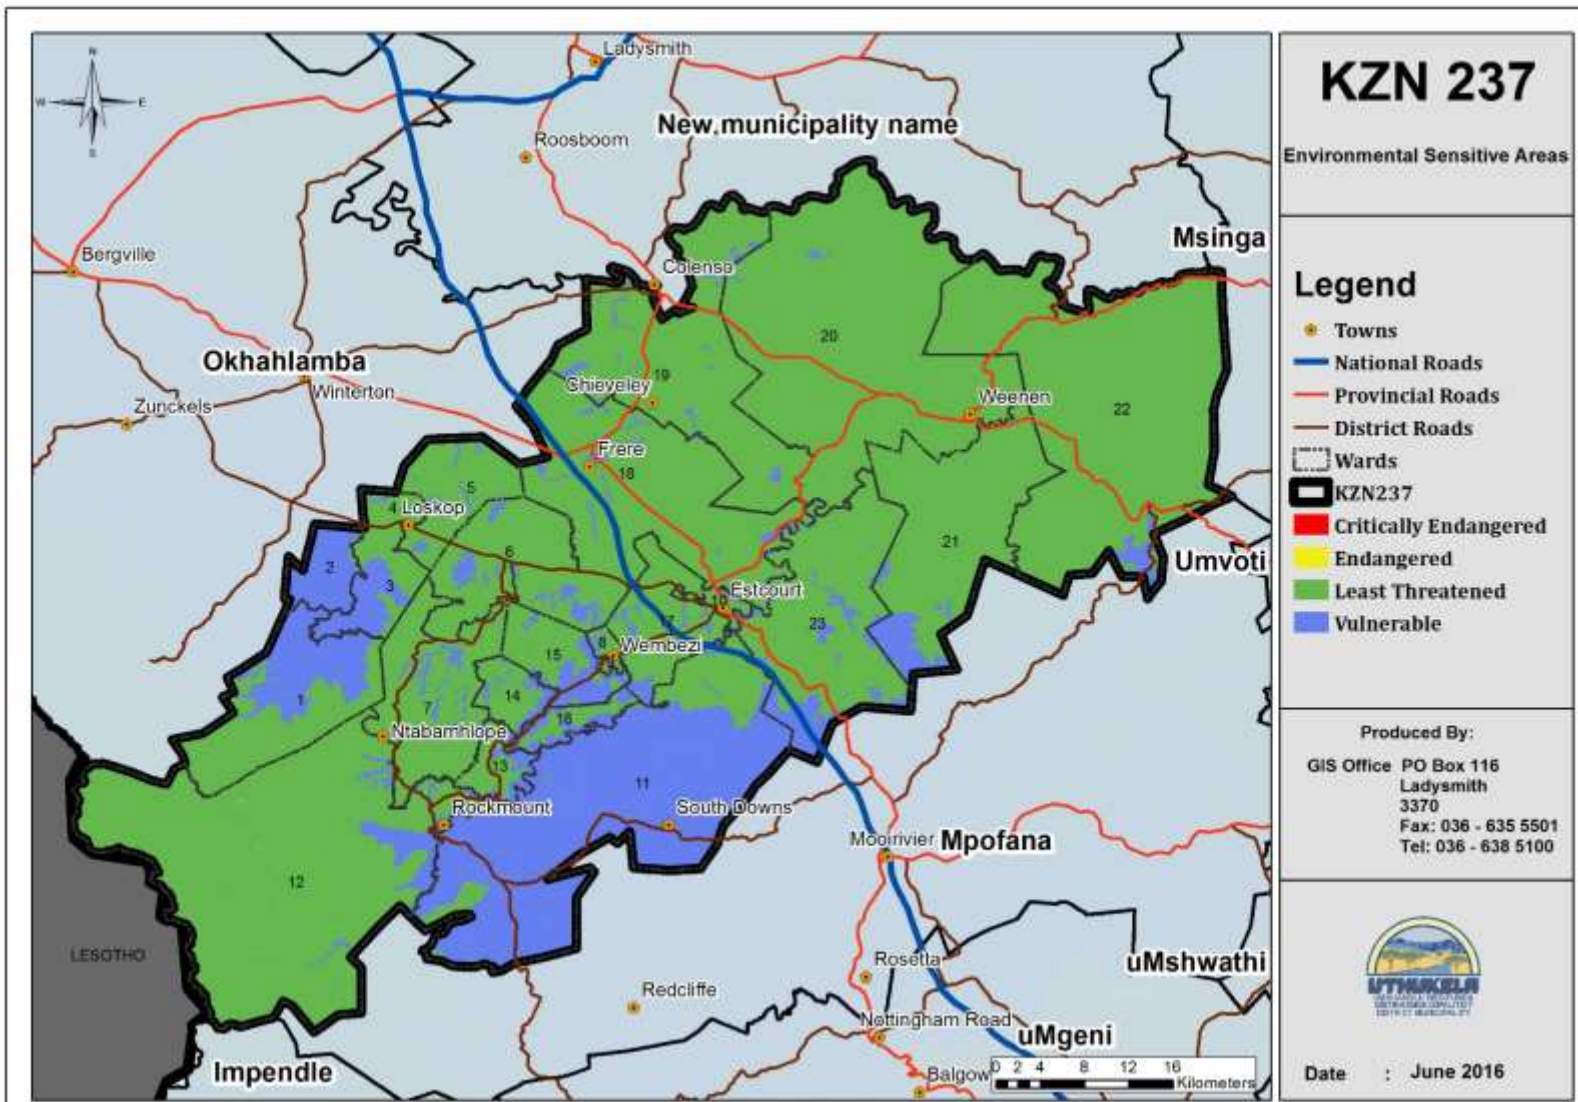 KZN 237
Environmental Sensitive Areas
Legend
Towns
National Roads
Provincial Roads
District Roads
Wards
KZN237
Critically Endangered
Endangered
Least Threatened
Vulnerable
Produced By:
GIS Office PO Box 116
Ladysmith
3370
Fax: 036 - 635 5501
Tel: 036 - 638 5100
UTHUKELA
DISTRICT MUNICIPALITY
Date : June 2016
N
W E
S
Ladysmith
New municipality name
Roosboom
Msinga
Bergville
Colenso
20
Okhahlamba
Winterton
Chieveley
19
Zunckels
Weenen
22
Frere
18
5
4
Loskop
21
6
Umvoti
2
3
Estcourt
10
23
8
Wembezi
15
14
1
7
16
Ntabamhlope
13
11
Rockmount
South Downs
Mooirivier
Mpofana
12
LESOTHO
uMshwathi
Rosetta
Redcliffe
Nottingham Road
uMgeni
Impendle
Balgow
0 2 4 8 12 16
Kilometers